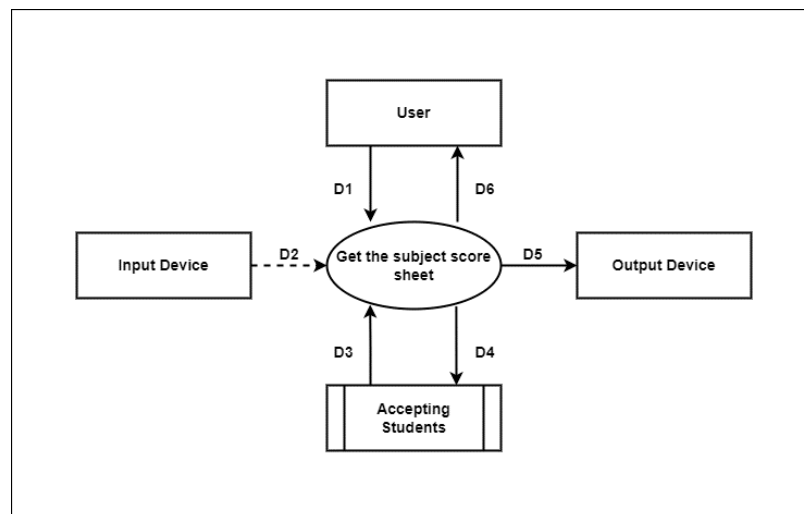 User
D1
D6
Input Device
D2
Get the subject score
sheet
D5
Output Device
D3
D4
Accepting
Students